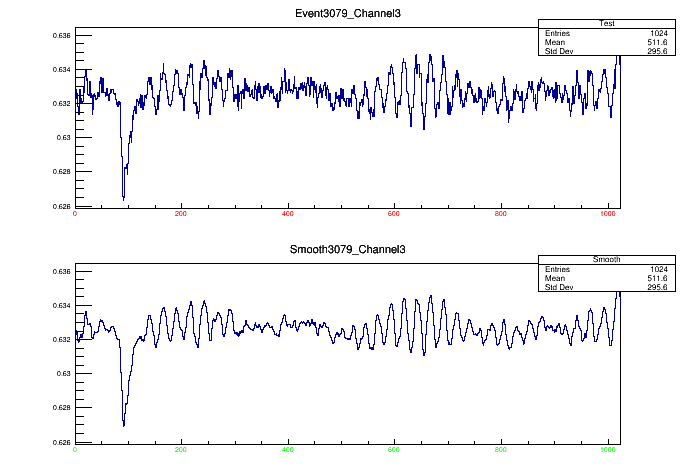 Event3079_Channel3
Test
Entries 1024
Mean 511.6
Std Dev 295.6
0.636
0.634
0.632
0.63
0.628
0.626
0 200 400 600 800 1000
Smooth3079_Channel3
Smooth
Entries 1024
Mean 511.6
Std Dev 295.6
0.636
0.634
0.632
0.63
0.628
0.626
0 200 400 600 800 1000